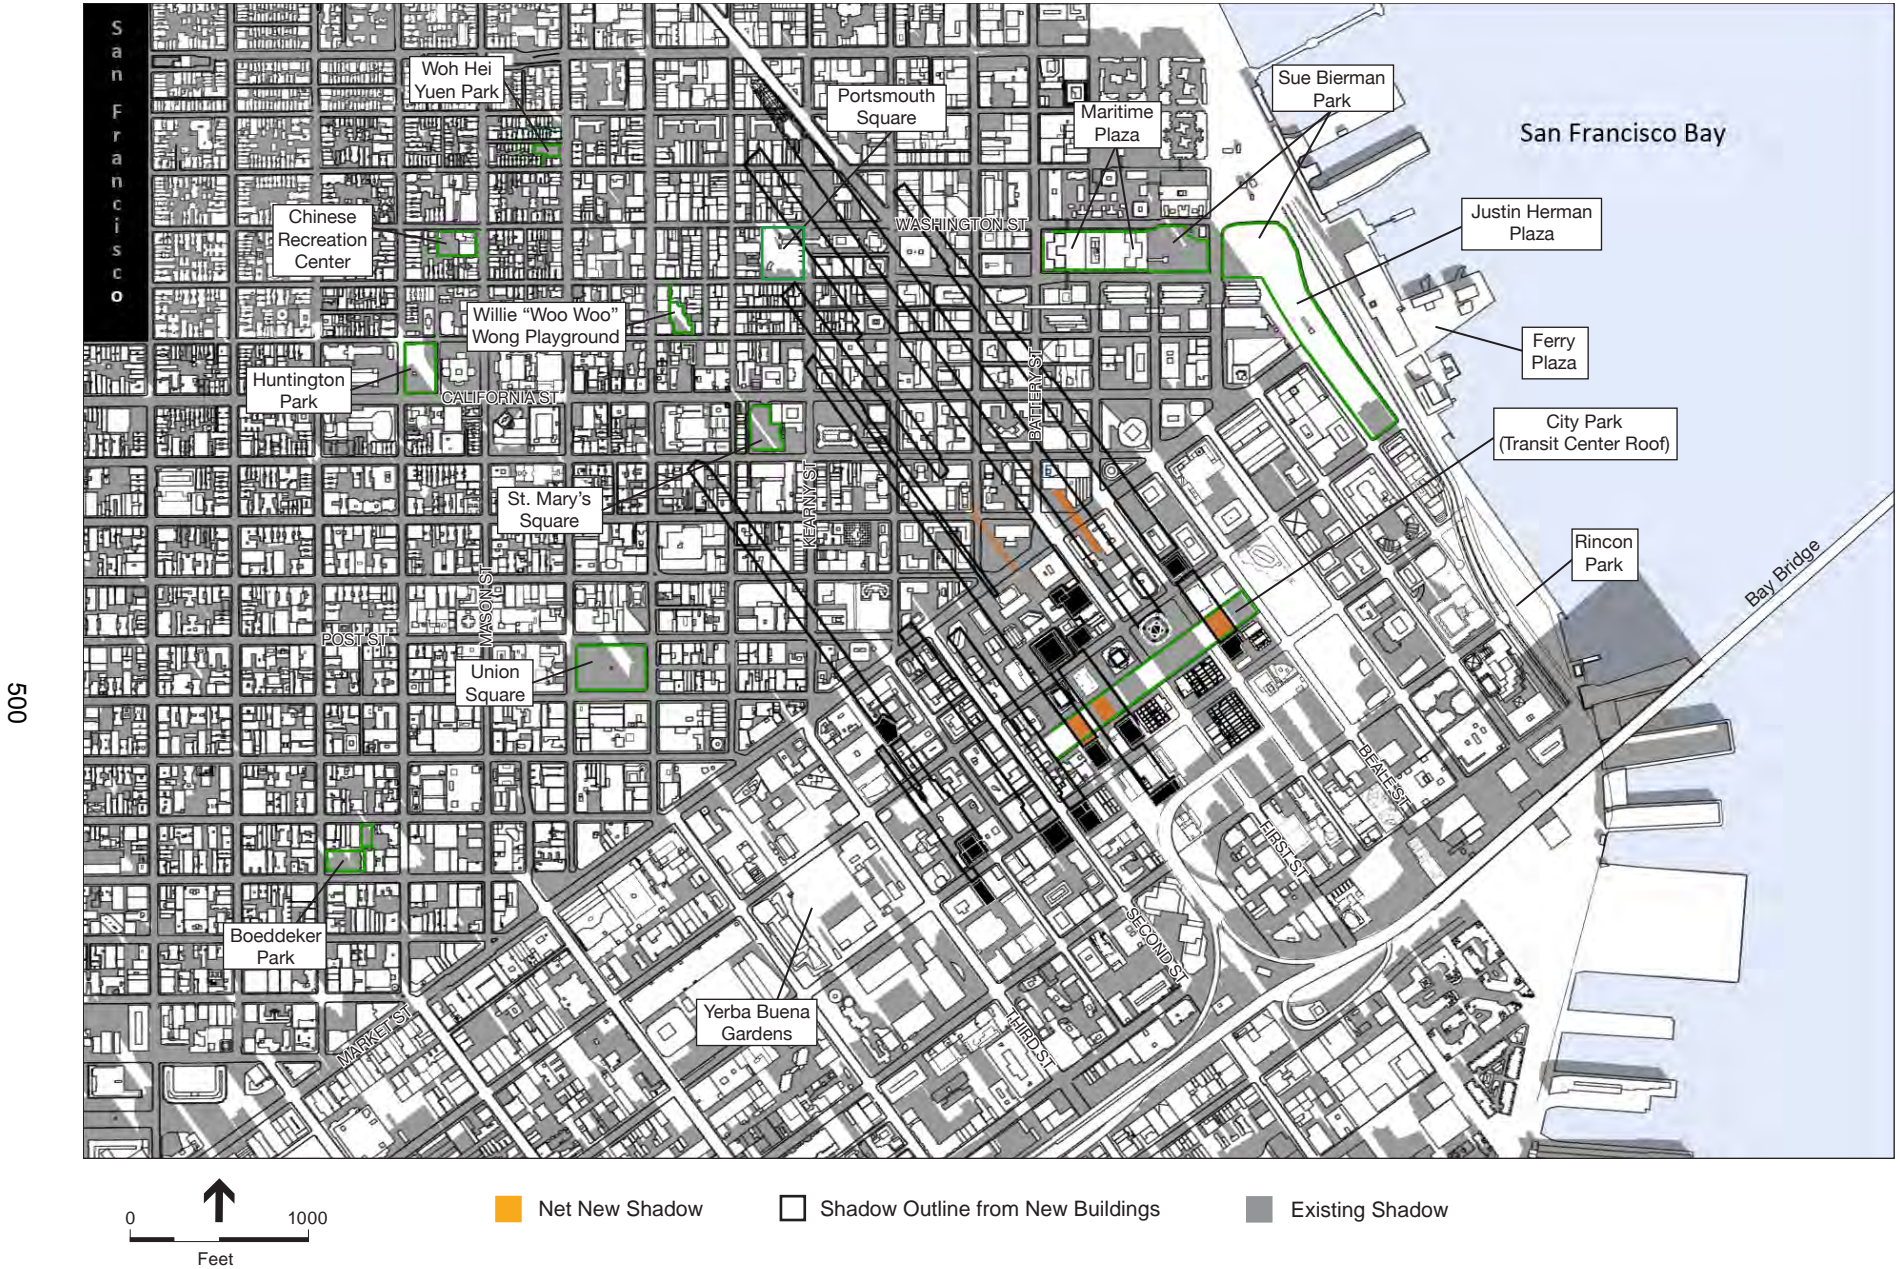 San Francisco
Woh Hei
Yuen Park
Portsmouth
Square
Maritime
Plaza
Sue Bierman
Park
San Francisco Bay
Chinese
Recreation
Center
WASHINGTON ST
Justin Herman
Plaza
Willie “Woo Woo”
Wong Playground
Ferry
Plaza
Huntington
Park
CALIFORNIA ST
BATTERY ST
City Park
(Transit Center Roof)
St. Mary’s
Square
KEARNY ST
Rincon
Park
Bay Bridge
MASON ST
POST ST
Union
Square
500
BEALE ST
FIRST ST
Boeddeker
Park
SECOND ST
Yerba Buena
Gardens
MARKET ST
THIRD ST
0 1000
Feet
Net New Shadow
Shadow Outline from New Buildings
Existing Shadow